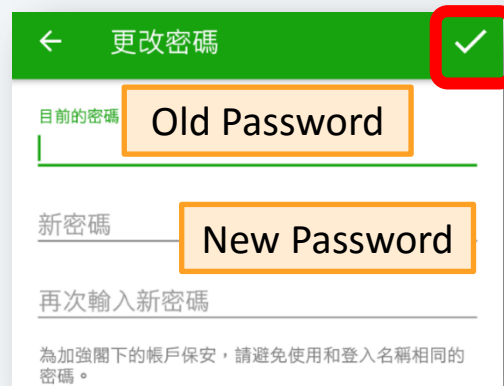 更改密碼
目前的密碼
Old Password
新密碼
New Password
再次輸入新密碼
為加強閣下的帳戶保安，請避免使用和登入名稱相同的
密碼。